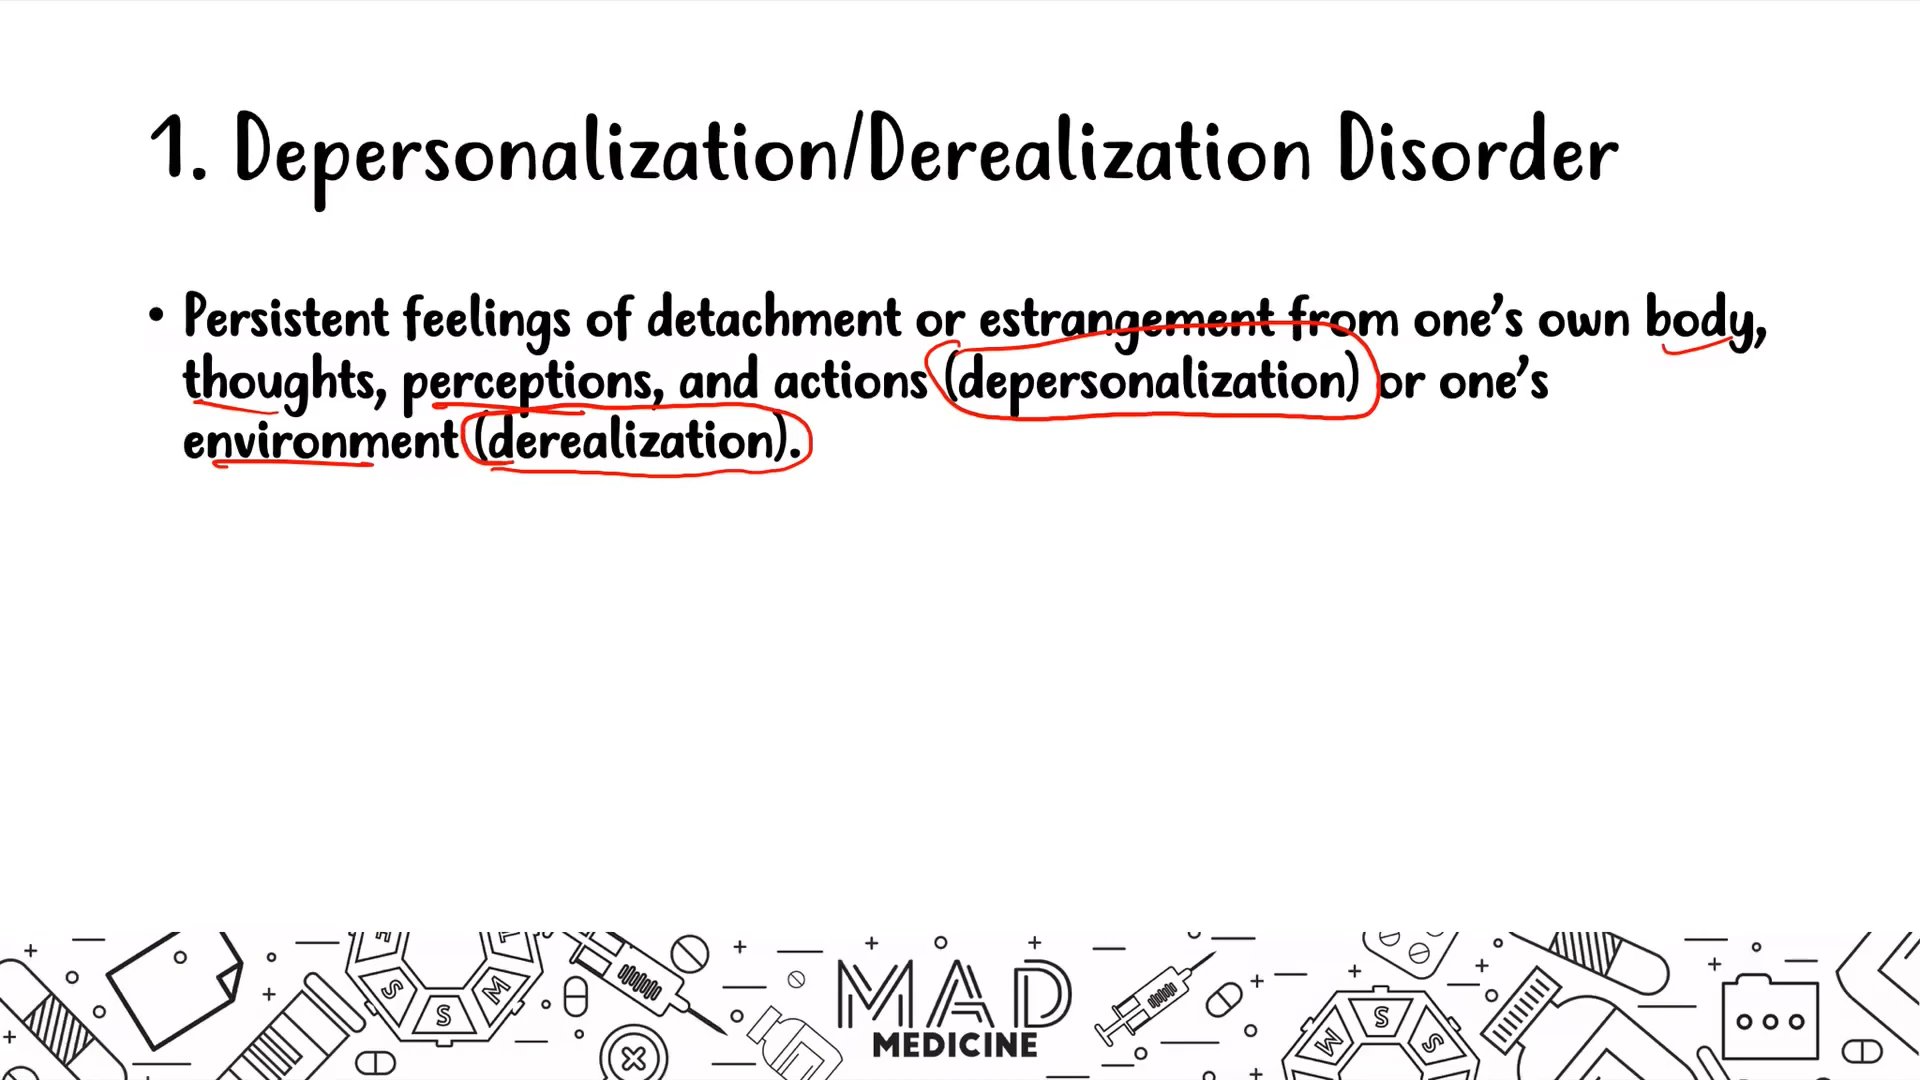 1. Depersonalization/Derealization Disorder
• Persistent feelings of detachment or estrangement from one's own body,
thoughts, perceptions, and actions (depersonalization) or one's
environment (derealization).
MAD
MEDICINE
S
S
M
M
S
S